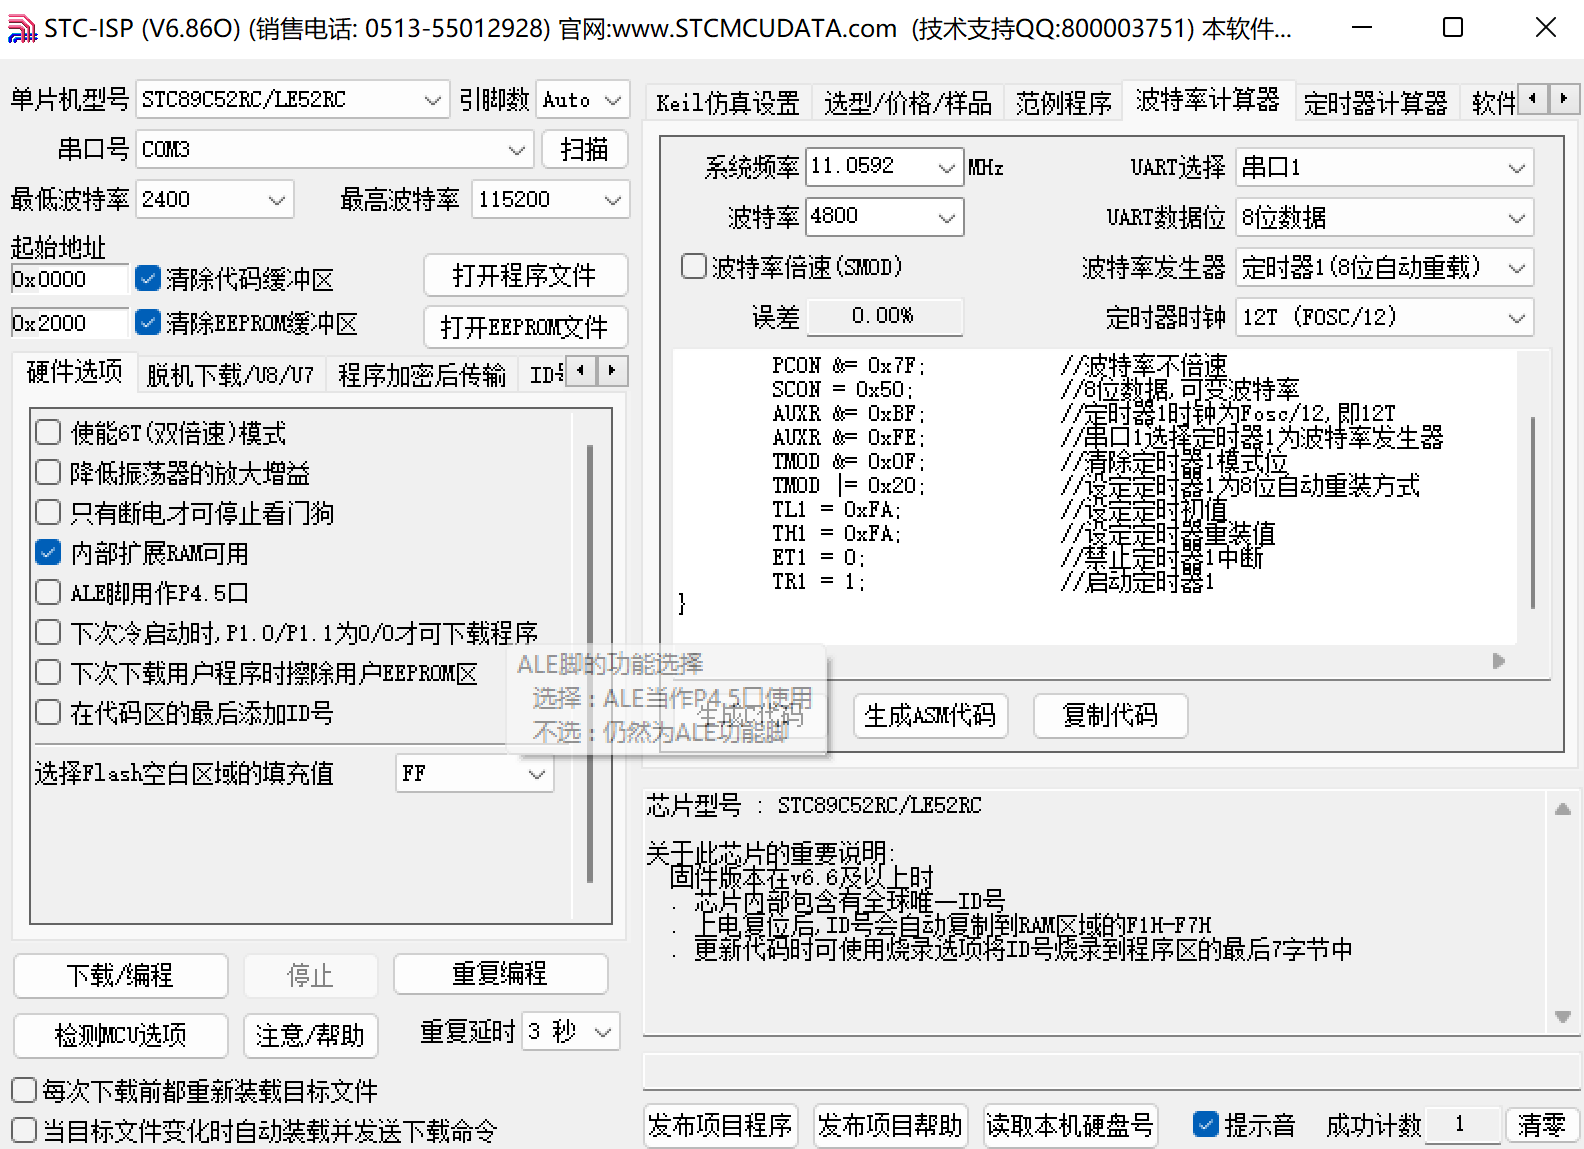 STC-ISP (V6.86O) (销售电话: 0513-55012928) 官网:www.STCMCUDATA.com  (技术支持QQ:800003751) 本软件...
单片机型号 STC89C52RC/LE52RC 引脚数 Auto
串口号 COM3 扫描
最低波特率 2400 最高波特率 115200
起始地址
0x0000 清除代码缓冲区 打开程序文件
0x2000 清除EEPROM缓冲区 打开EEPROM文件
硬件选项 脱机下载/U8/U7 程序加密后传输
使能6T(双倍速)模式
降低振荡器的放大增益
只有断电才可停止看门狗
内部扩展RAM可用
ALE脚用作P4.5口
下次冷启动时,P1.0/P1.1为0/0才可下载程序
下次下载用户程序时擦除用户EEPROM区
在代码区的最后添加ID号
选择Flash空白区域的填充值 FF
ALE脚的功能选择
选择 : ALE当作P4.5口使用
不选 : 仍然为ALE功能脚
下载/编程 停止 重复编程
检测MCU选项 注意/帮助 重复延时 3 秒
每次下载前都重新装载目标文件
当目标文件变化时自动装载并发送下载命令
Keil仿真设置 选型/价格/样品 范例程序 波特率计算器 定时器计算器 软件
系统频率 11.0592 MHz UART选择 串口1
波特率 4800 UART数据位 8位数据
波特率倍速(SMOD) 波特率发生器 定时器1(8位自动重载)
误差 0.00% 定时器时钟 12T (FOSC/12)
PCON &= 0x7F; //波特率不倍速
SCON = 0x50; //8位数据,可变波特率
AUXR &= 0xBF; //定时器1时钟为Fosc/12,即12T
AUXR &= 0xFE; //串口1选择定时器1为波特率发生器
TMOD &= 0x0F; //清除定时器1模式位
TMOD |= 0x20; //设定定时器1为8位自动重装方式
TL1 = 0xFA; //设定定时初值
TH1 = 0xFA; //设定定时器重装值
ET1 = 0; //禁止定时器1中断
TR1 = 1; //启动定时器1
}
生成C代码 生成ASM代码 复制代码
芯片型号 : STC89C52RC/LE52RC
关于此芯片的重要说明:
固件版本在v6.6及以上时
. 芯片内部包含有全球唯一ID号
. 上电复位后,ID号会自动复制到RAM区域的F1H-F7H
. 更新代码时可使用烧录选项将ID号烧录到程序区的最后7字节中
发布项目程序 发布项目帮助 读取本机硬盘号 提示音 成功计数 1 清零